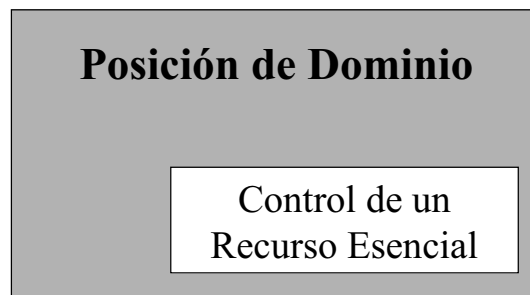 Posición de Dominio
Control de un
Recurso Esencial